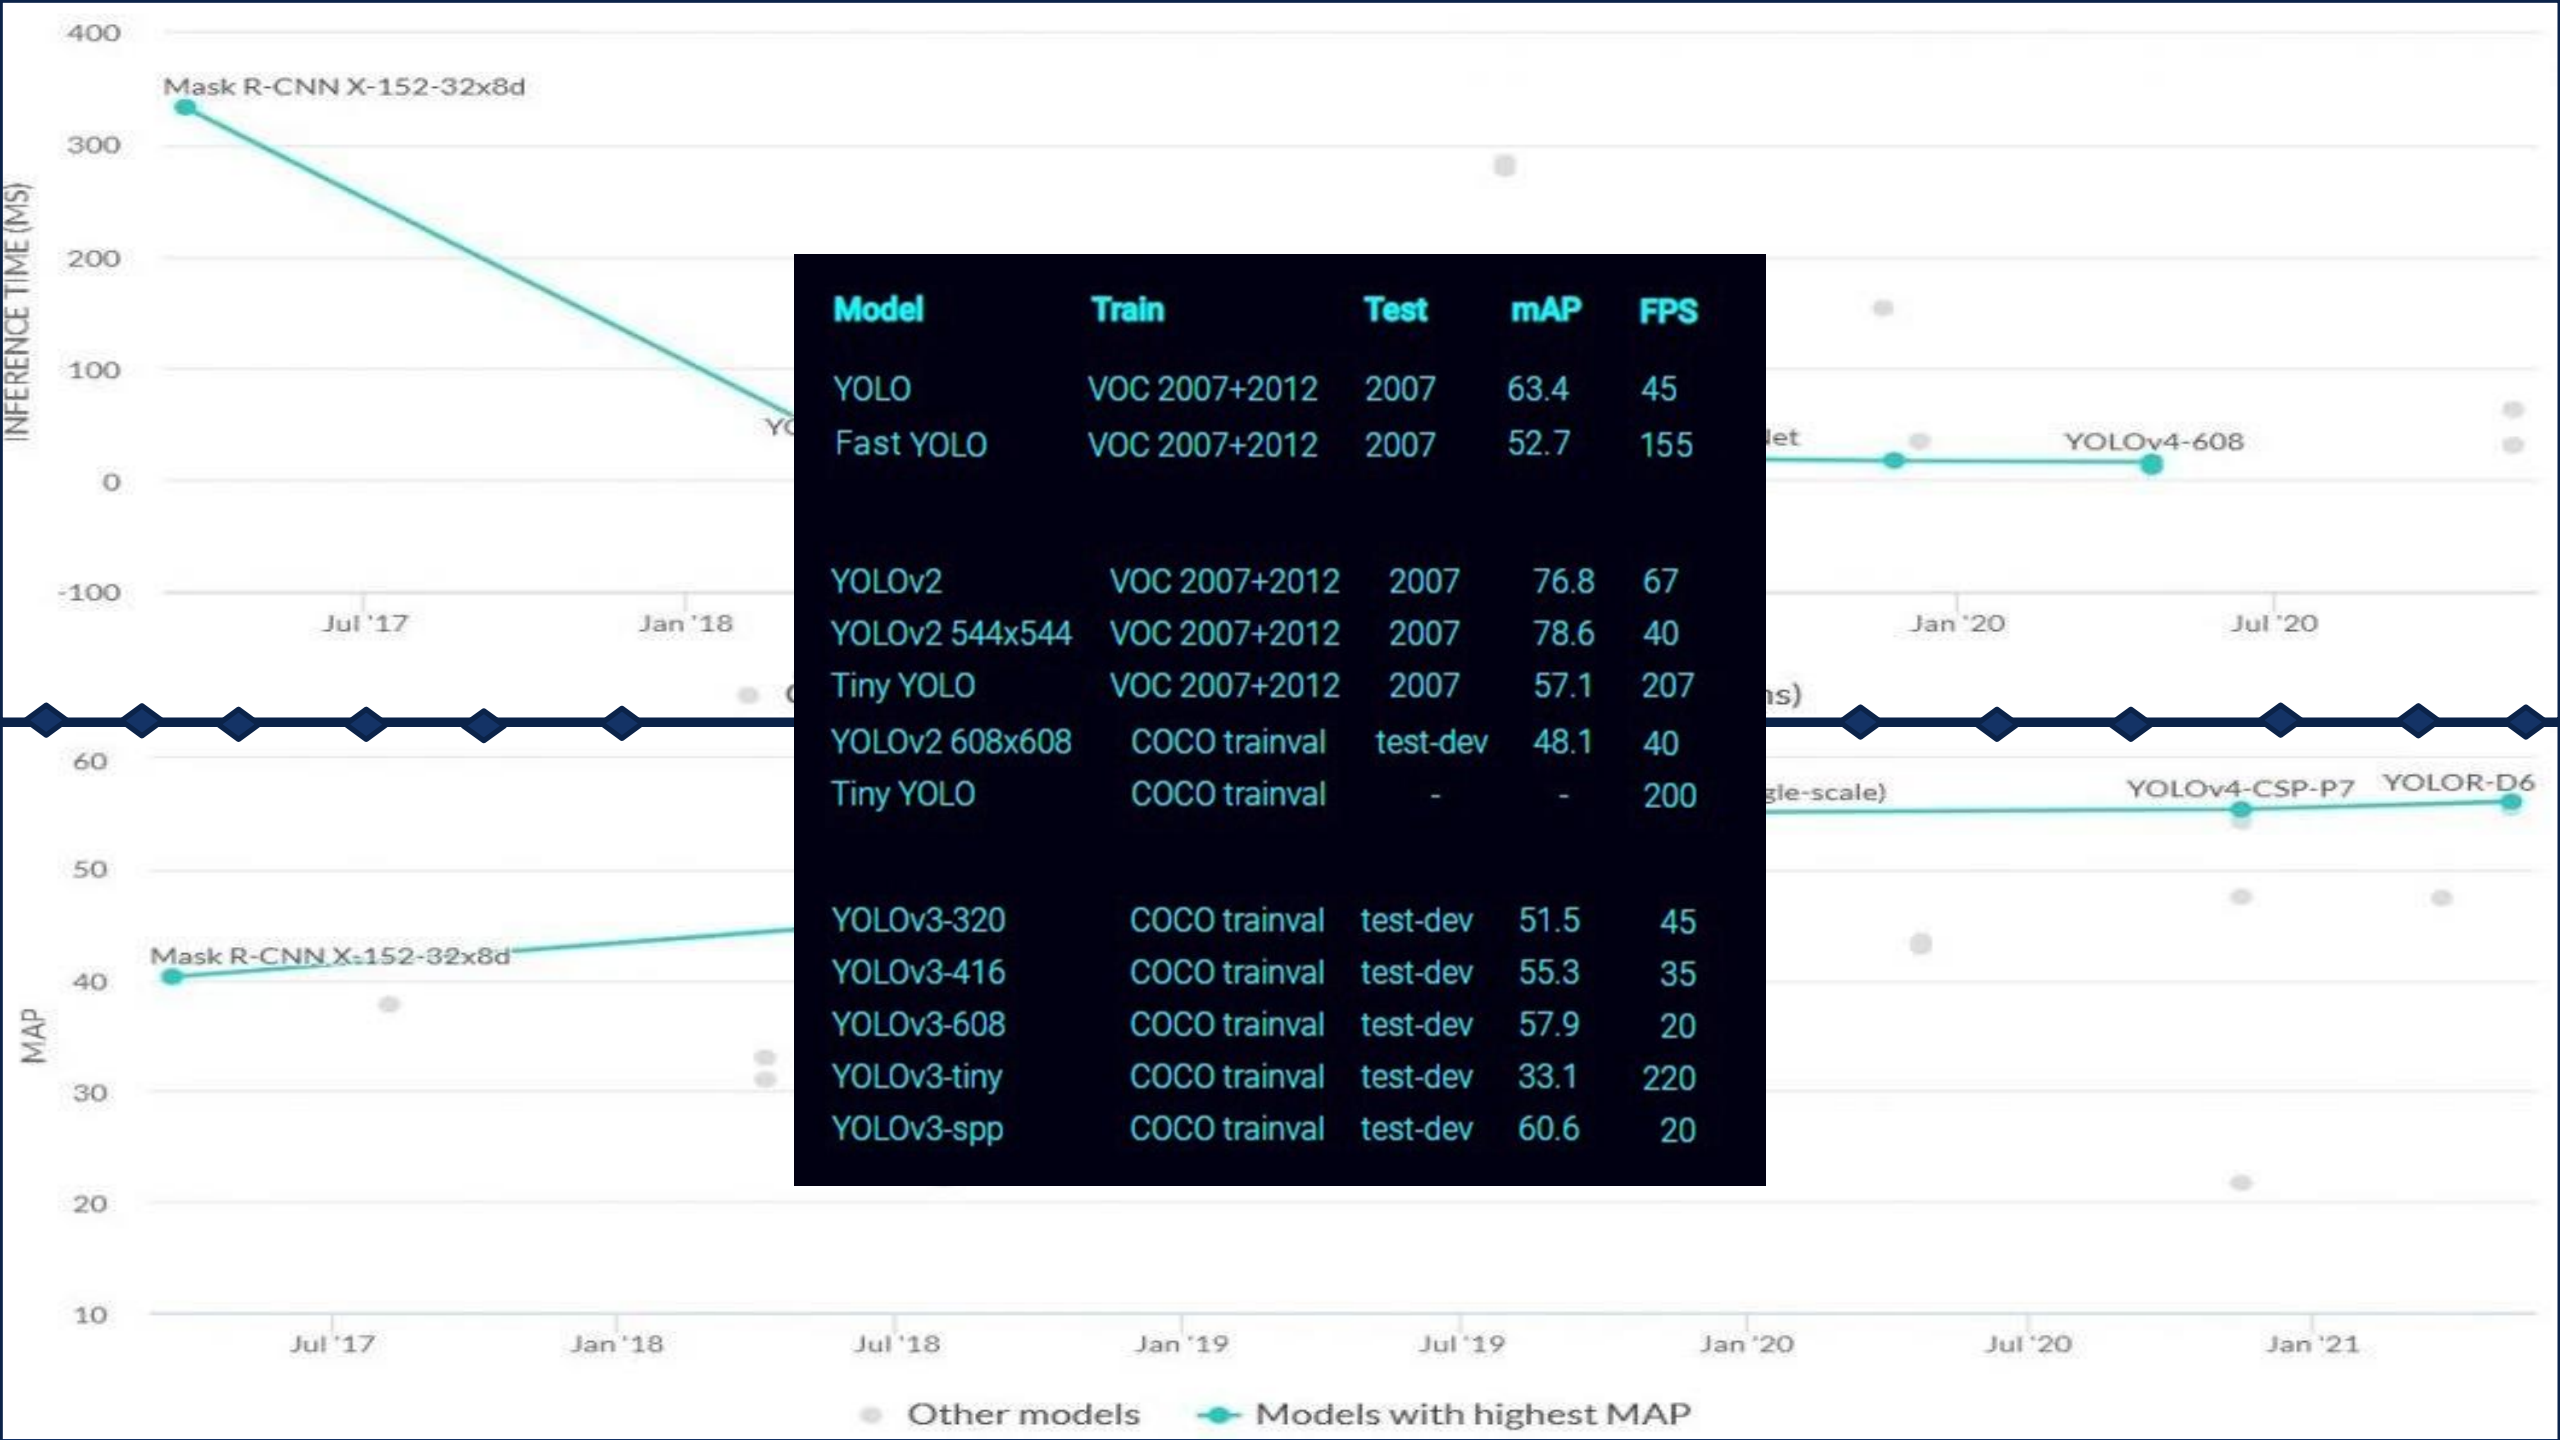 400
Mask R-CNN X-152-32x8d
300
200
100
0
-100
INFERENCE TIME (MS)
YOLOv4-608
Jul '17
Jan '18
Jan '20
Jul '20
Model Train Test mAP FPS
YOLO VOC 2007+2012 2007 63.4 45
Fast YOLO VOC 2007+2012 2007 52.7 155
YOLOv2 VOC 2007+2012 2007 76.8 67
YOLOv2 544x544 VOC 2007+2012 2007 78.6 40
Tiny YOLO VOC 2007+2012 2007 57.1 207
YOLOv2 608x608 COCO trainval test-dev 48.1 40
Tiny YOLO COCO trainval - - 200
YOLOv3-320 COCO trainval test-dev 51.5 45
YOLOv3-416 COCO trainval test-dev 55.3 35
YOLOv3-608 COCO trainval test-dev 57.9 20
YOLOv3-tiny COCO trainval test-dev 33.1 220
YOLOv3-spp COCO trainval test-dev 60.6 20
60
gle-scale)
YOLOv4-CSP-P7
YOLOR-D6
50
Mask R-CNN X-152-32x8d
40
MAP
30
20
10
Jul '17
Jan '18
Jul '18
Jan '19
Jul '19
Jan '20
Jul '20
Jan '21
Other models
Models with highest MAP